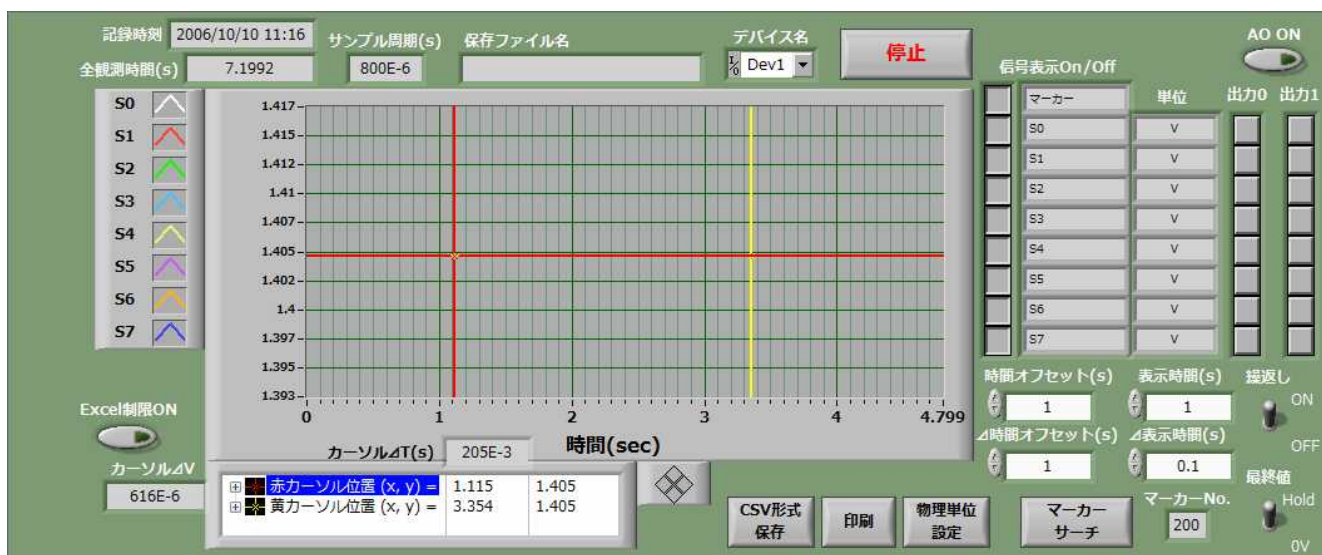 記録時刻 2006/10/10 11:16
サンプル周期(s)
保存ファイル名
デバイス名
停止
AO ON
全観測時間(s) 7.1992
800E-6
Dev1
信号表示On/Off
単位 出力0 出力1
マーカー
S0 V
S1 V
S2 V
S3 V
S4 V
S5 V
S6 V
S7 V
S0
S1
S2
S3
S4
S5
S6
S7
1.417
1.415
1.412
1.41
1.407
1.405
1.402
1.4
1.397
1.395
1.393
0 1 2 3 4 4.799
時間(sec)
時間オフセット(s) 表示時間(s) 繰返し
1 1 ON
OFF
⊿時間オフセット(s) ⊿表示時間(s)
1 0.1
最終値
Hold
0V
Excel制限ON
カーソル⊿V
616E-6
カーソル⊿T(s) 205E-3
赤カーソル位置 (x, y) = 1.115 1.405
黄カーソル位置 (x, y) = 3.354 1.405
CSV形式
保存
印刷
物理単位
設定
マーカー
サーチ
マーカーNo.
200